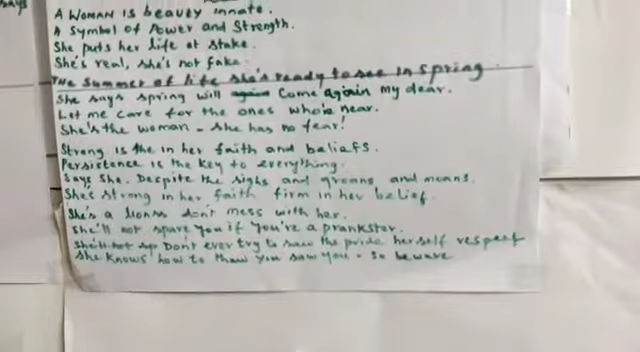 A WOMAN is beauty innate.
A symbol of Power and Strength.
She puts her life at stake.
She's real, she's not fake.
The Summer of life she's ready to see in Spring.
She says spring will again come again my dear.
Let me care for the ones who're near.
She's the woman - she has no fear!
Strong is the in her faith and beliefs.
Persistence is the key to everything.
Says she. Despite the sighs and groans and moans.
She's strong in her faith firm in her belief.
She's a lioness don't mess with her.
She'll not spare you if you're a prankster.
Don't ever try to saw the pride her self respect
She knows how to thaw you saw you - so beware